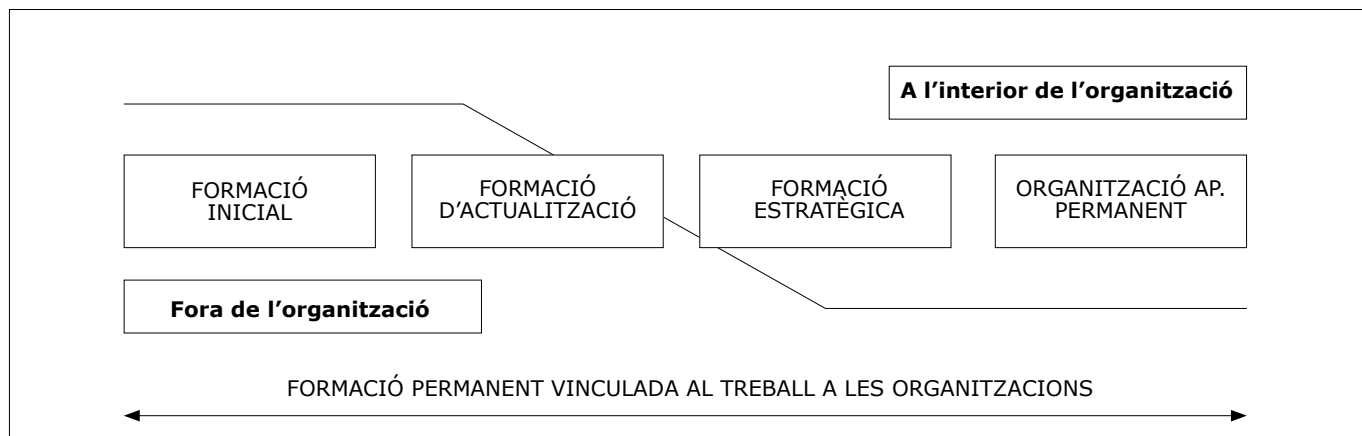 A l’interior de l’organització
FORMACIÓ
INICIAL
FORMACIÓ
D’ACTUALITZACIÓ
FORMACIÓ
ESTRATÈGICA
ORGANITZACIÓ AP.
PERMANENT
Fora de l’organització
FORMACIÓ PERMANENT VINCULADA AL TREBALL A LES ORGANITZACIONS